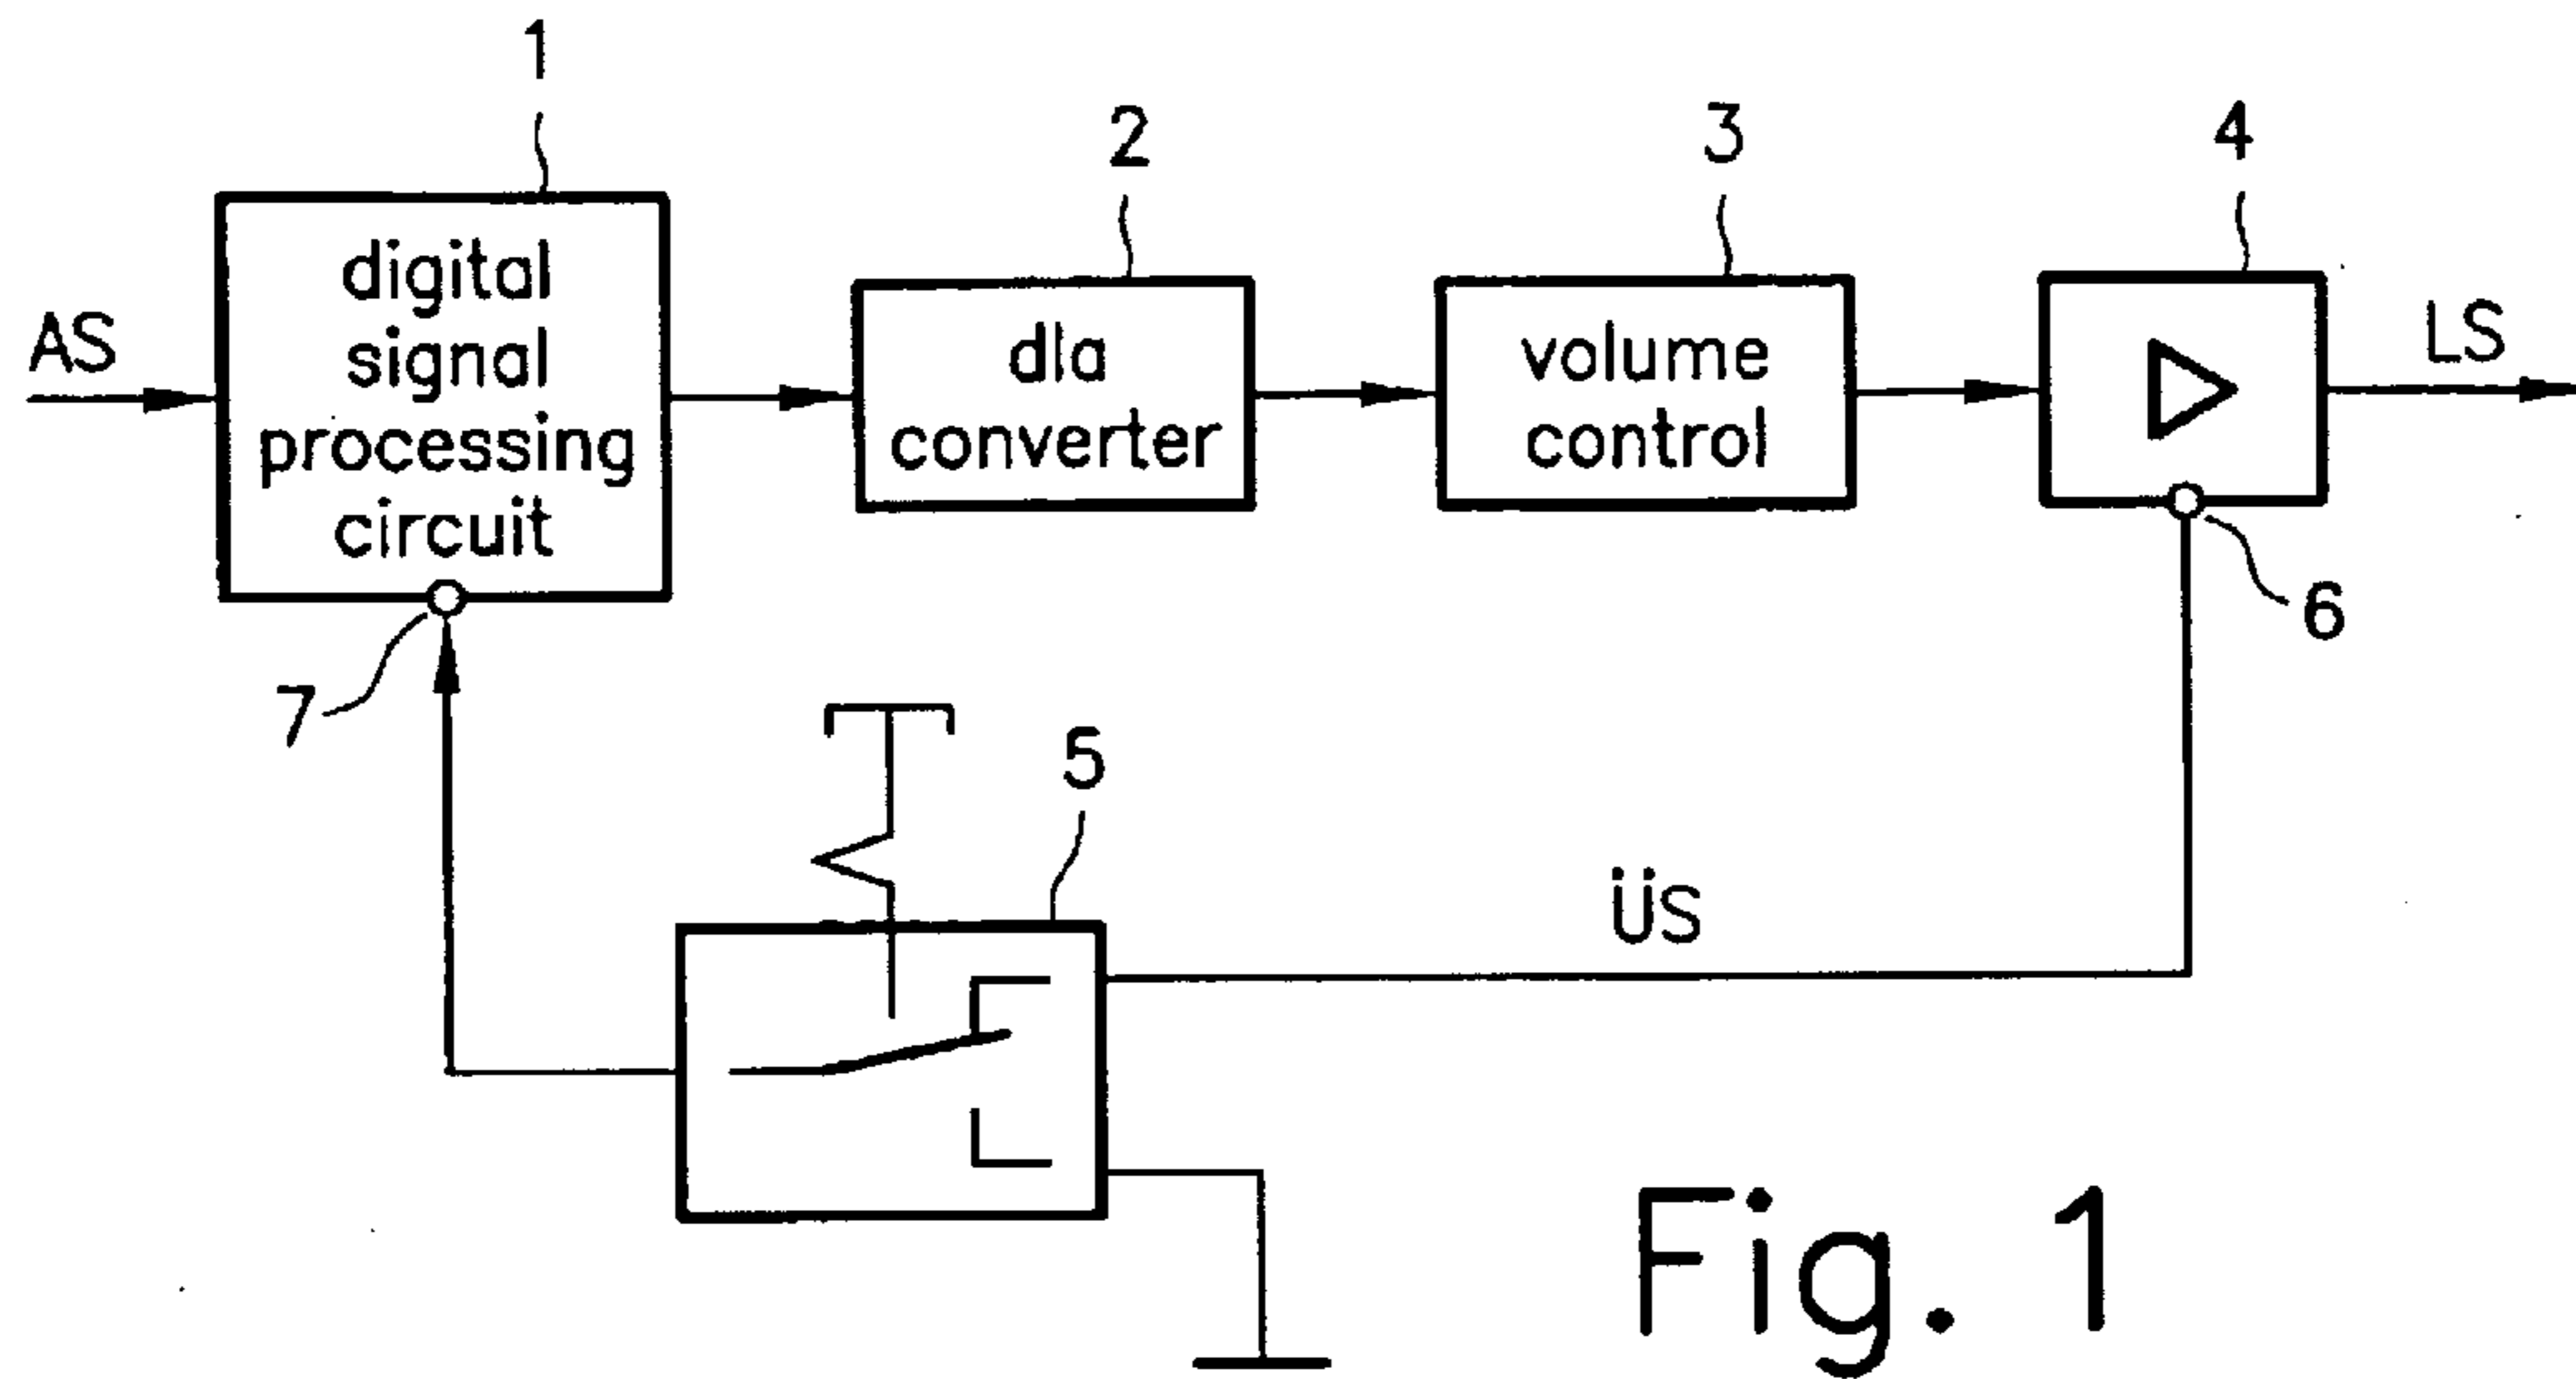 1
2
3
4
AS
digital
signal
processing
circuit
dla
converter
volume
control
LS
7
6
5
ÜS
Fig. 1